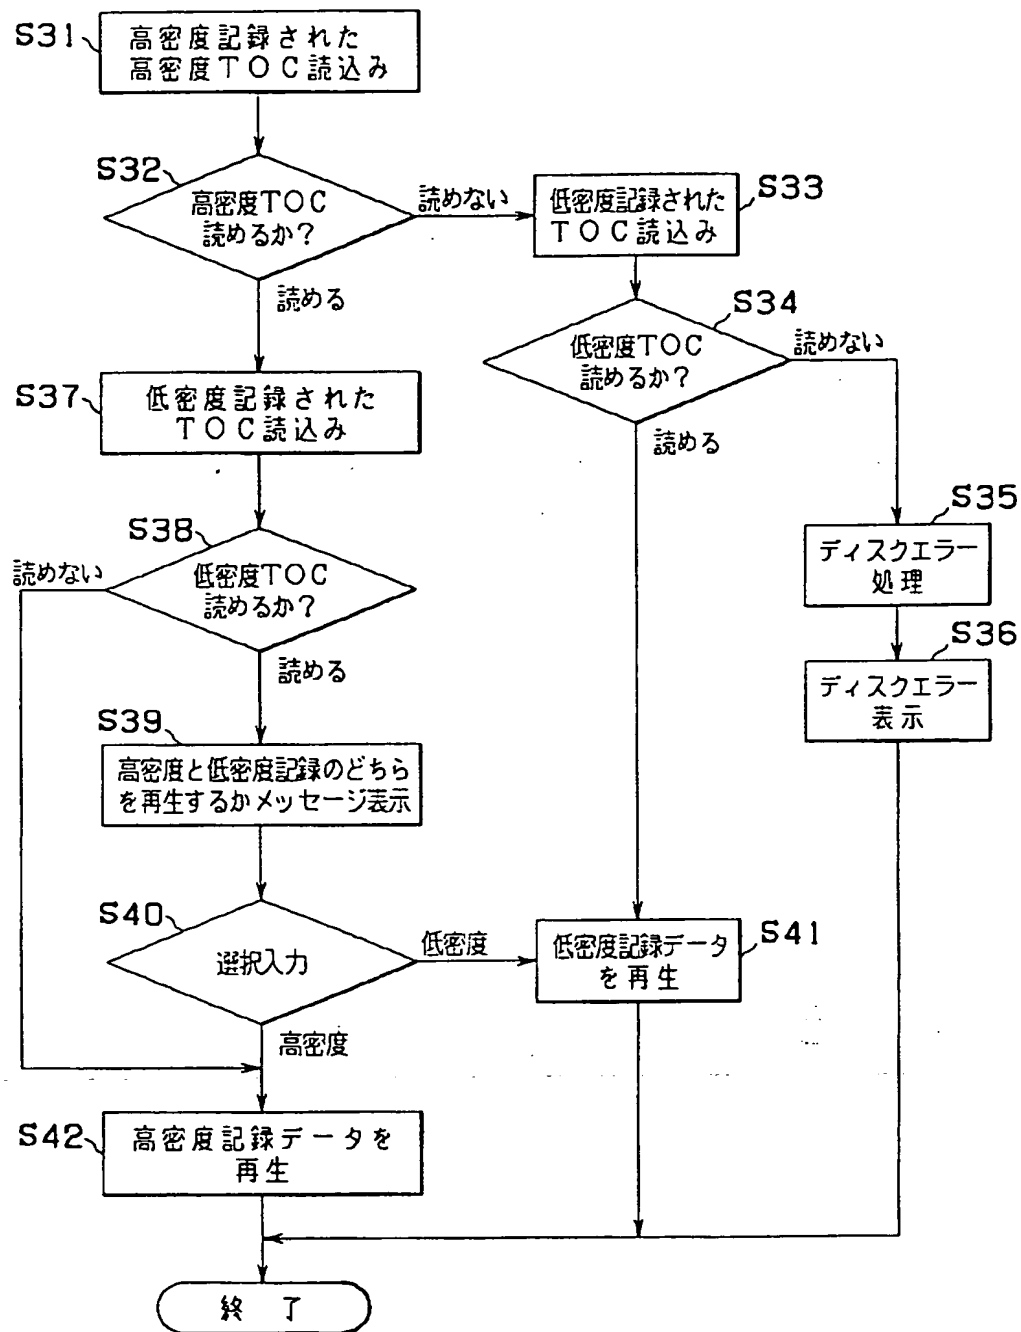 S31
高密度記録された
高密度TOC読込み
S32
高密度TOC
読めるか?
読めない
低密度記録された
TOC読込み
S33
読める
S34
低密度TOC
読めるか?
読めない
読める
S37
低密度記録された
TOC読込み
S38
低密度TOC
読めるか?
読めない
読める
S35
ディスクエラー
処理
S36
ディスクエラー
表示
S39
高密度と低密度記録のどちら
を再生するかメッセージ表示
S40
選択入力
低密度
低密度記録データ
を再生
S41
高密度
S42
高密度記録データを
再生
終了